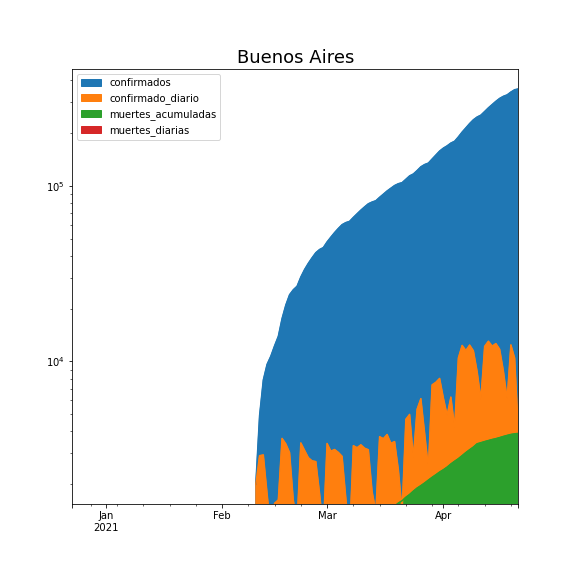 Buenos Aires
confirmados
confirmado_diario
muertes_acumuladas
muertes_diarias
10^5
10^4
Jan Feb Mar Apr
2021